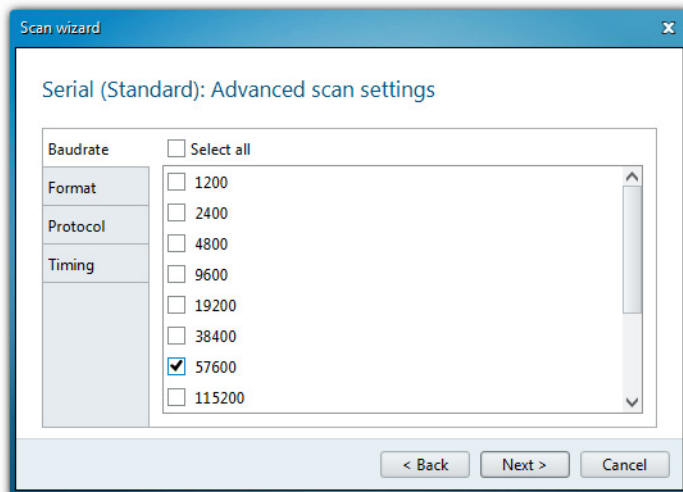 Scan wizard
Serial (Standard): Advanced scan settings
Baudrate
Select all
Format
Protocol
Timing
1200
2400
4800
9600
19200
38400
57600
115200
< Back
Next >
Cancel